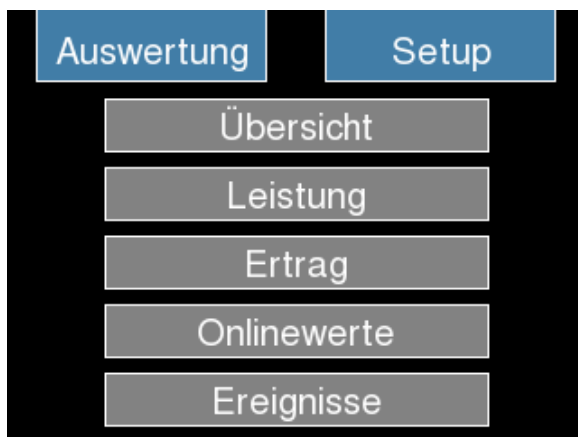 Auswertung Setup
Übersicht
Leistung
Ertrag
Onlinewerte
Ereignisse